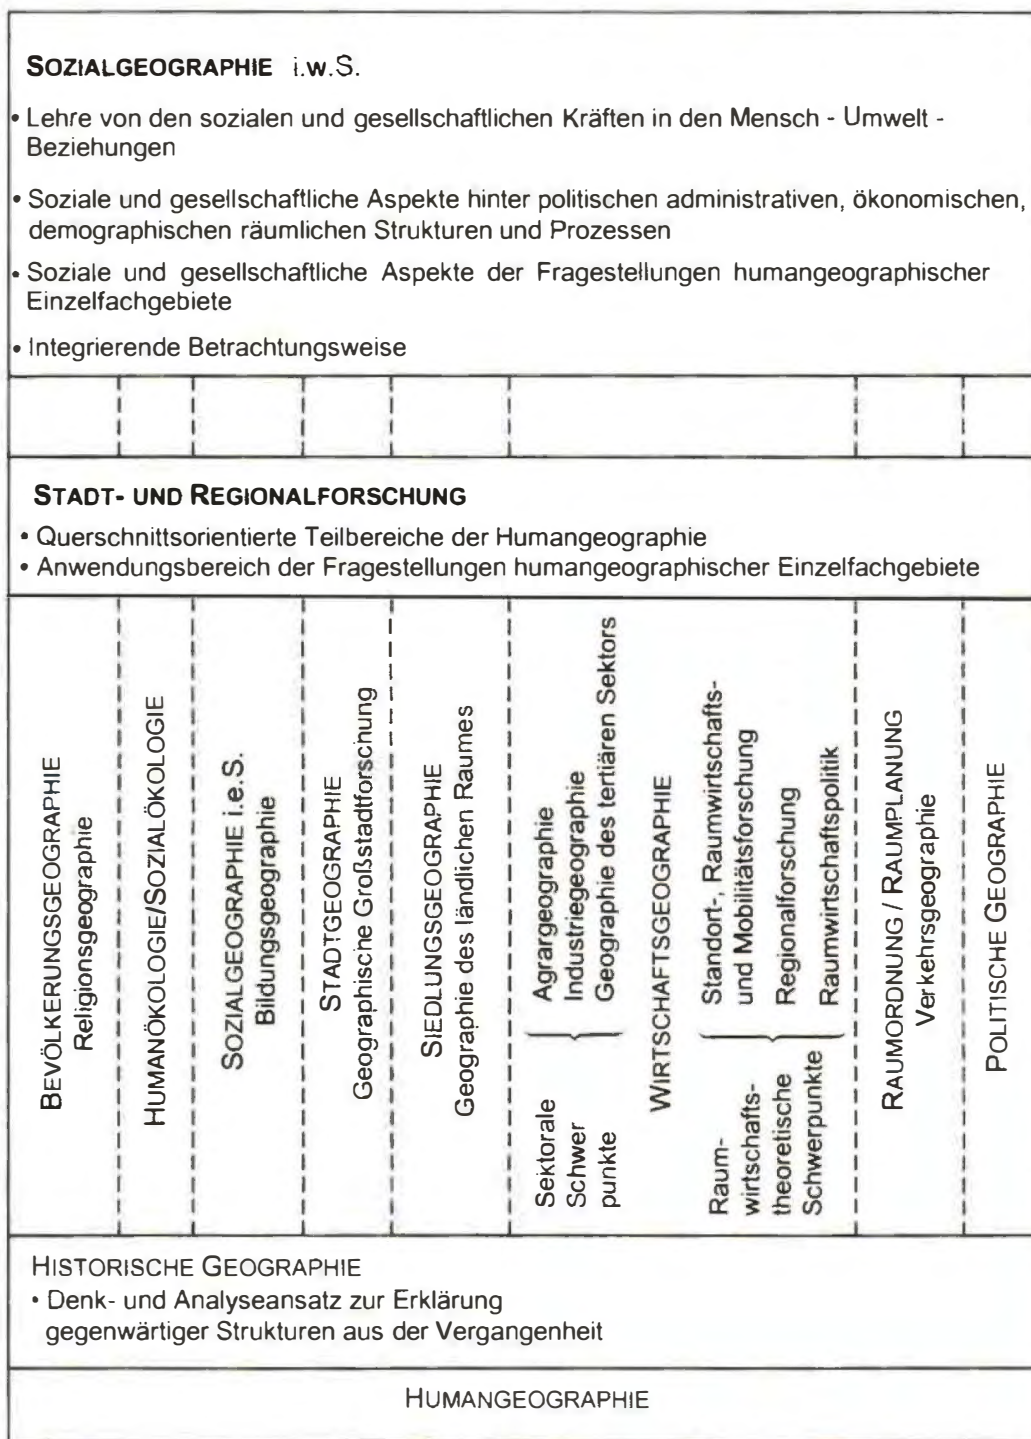 SOZIALGEOGRAPHIE i.w.S.
• Lehre von den sozialen und gesellschaftlichen Kräften in den Mensch - Umwelt -
Beziehungen
• Soziale und gesellschaftliche Aspekte hinter politischen administrativen, ökonomischen,
demographischen räumlichen Strukturen und Prozessen
• Soziale und gesellschaftliche Aspekte der Fragestellungen humangeographischer
Einzelfachgebiete
• Integrierende Betrachtungsweise
STADT- UND REGIONALFORSCHUNG
• Querschnittsorientierte Teilbereiche der Humangeographie
• Anwendungsbereich der Fragestellungen humangeographischer Einzelfachgebiete
BEVÖLKERUNGSGEOGRAPHIE
Religionsgeographie
HUMANÖKOLOGIE/SOZIALÖKOLOGIE
SOZIALGEOGRAPHIE i.e.S.
Bildungsgeographie
STADTGEOGRAPHIE
Geographische Großstadtforschung
SIEDLUNGSGEOGRAPHIE
Geographie des ländlichen Raumes
Sektorale
Schwer
punkte
Agrargeographie
Industriegeographie
Geographie des tertiären Sektors
WIRTSCHAFTSGEOGRAPHIE
Raum-
wirtschafts-
theoretische
Schwerpunkte
Standort-, Raumwirtschafts-
und Mobilitätsforschung
Regionalforschung
Raumwirtschaftspolitik
RAUMORDNUNG / RAUMPLANUNG
Verkehrsgeographie
POLITISCHE GEOGRAPHIE
HISTORISCHE GEOGRAPHIE
• Denk- und Analyseansatz zur Erklärung
gegenwärtiger Strukturen aus der Vergangenheit
HUMANGEOGRAPHIE